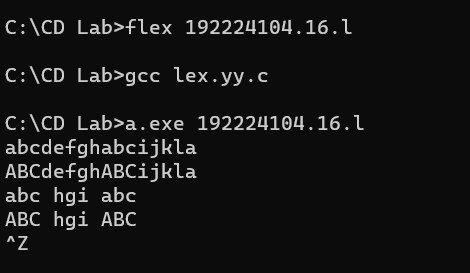 C:\CD Lab>flex 192224104.16.l
C:\CD Lab>gcc lex.yy.c
C:\CD Lab>a.exe 192224104.16.l
abcdefghabcijkla
ABCdefghABCijkla
abc hgi abc
ABC hgi ABC
^Z